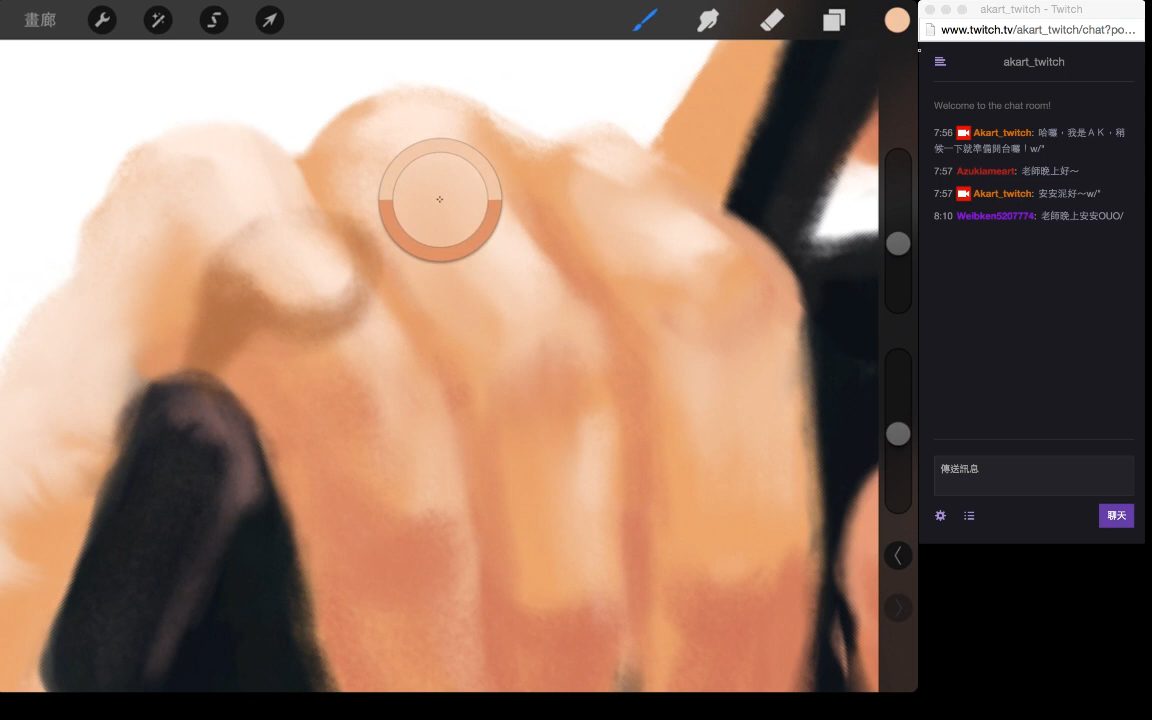 畫廊
akart_twitch - Twitch
www.twitch.tv/akart_twitch/chat?po...
akart_twitch
Welcome to the chat room!
7:56 Akart_twitch: 哈囉，我是ＡＫ，稍
候一下就準備開台囉！w/"
7:57 Azukiameart: 老師晚上好～
7:57 Akart_twitch: 安安泥好～w/"
8:10 Weibken5207774: 老師晚上安安OUO/
傳送訊息
聊天